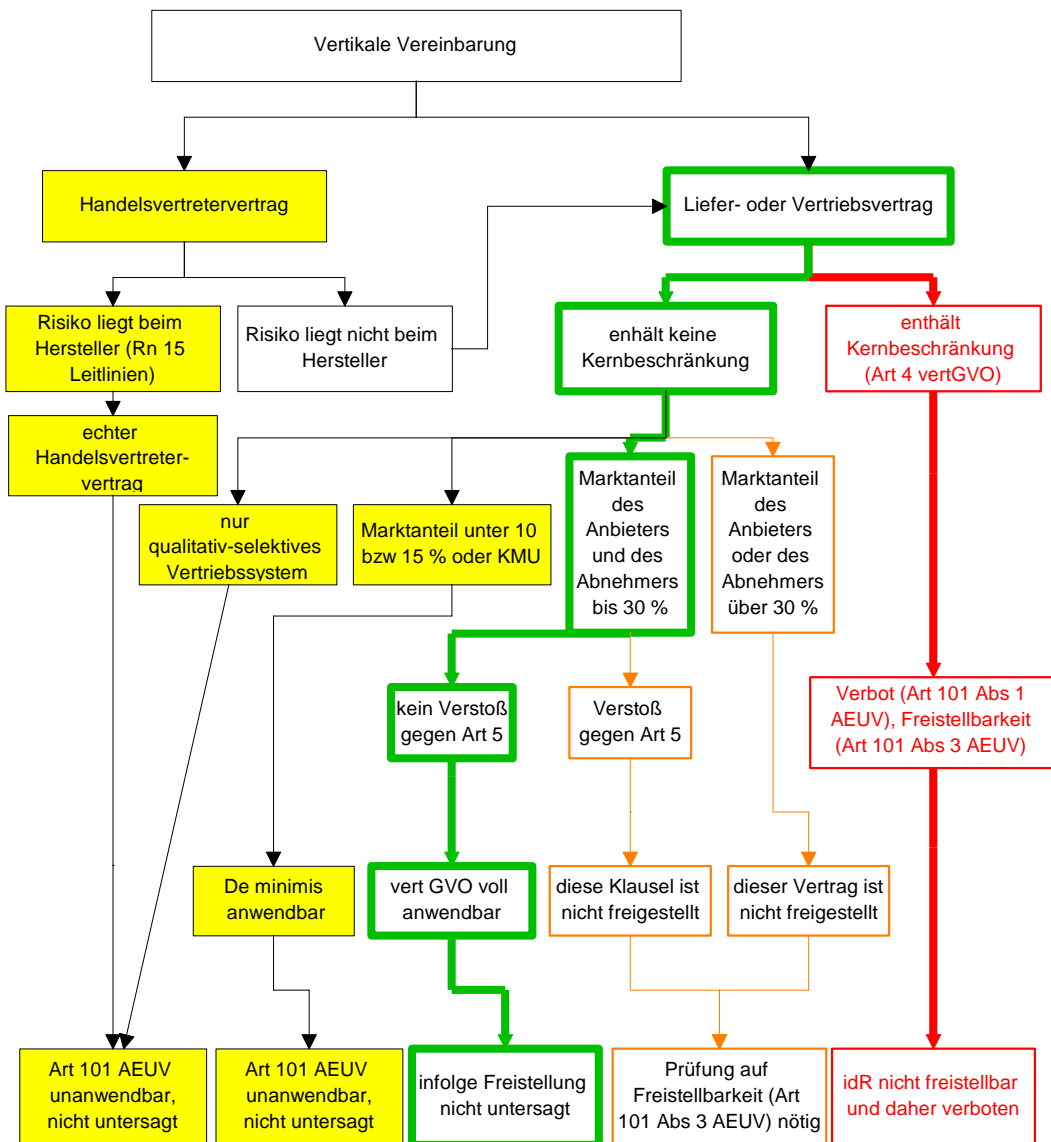 Vertikale Vereinbarung
Handelsvertretervertrag
Liefer- oder Vertriebsvertrag
Risiko liegt beim
Hersteller (Rn 15
Leitlinien)
Risiko liegt nicht beim
Hersteller
enhält keine
Kernbeschränkung
enthält
Kernbeschränkung
(Art 4 vertGVO)
echter
Handelsvertreter-
vertrag
nur
qualitativ-selektives
Vertriebssystem
Marktanteil unter 10
bzw 15 % oder KMU
Marktanteil
des
Anbieters
und des
Abnehmers
bis 30 %
Marktanteil
des
Anbieters
oder des
Abnehmers
über 30 %
kein Verstoß
gegen Art 5
Verstoß
gegen Art 5
Verbot (Art 101 Abs 1
AEUV), Freistellbarkeit
(Art 101 Abs 3 AEUV)
De minimis
anwendbar
vert GVO voll
anwendbar
diese Klausel ist
nicht freigestellt
dieser Vertrag ist
nicht freigestellt
Art 101 AEUV
unanwendbar,
nicht untersagt
Art 101 AEUV
unanwendbar,
nicht untersagt
infolge Freistellung
nicht untersagt
Prüfung auf
Freistellbarkeit (Art
101 Abs 3 AEUV) nötig
idR nicht freistellbar
und daher verboten